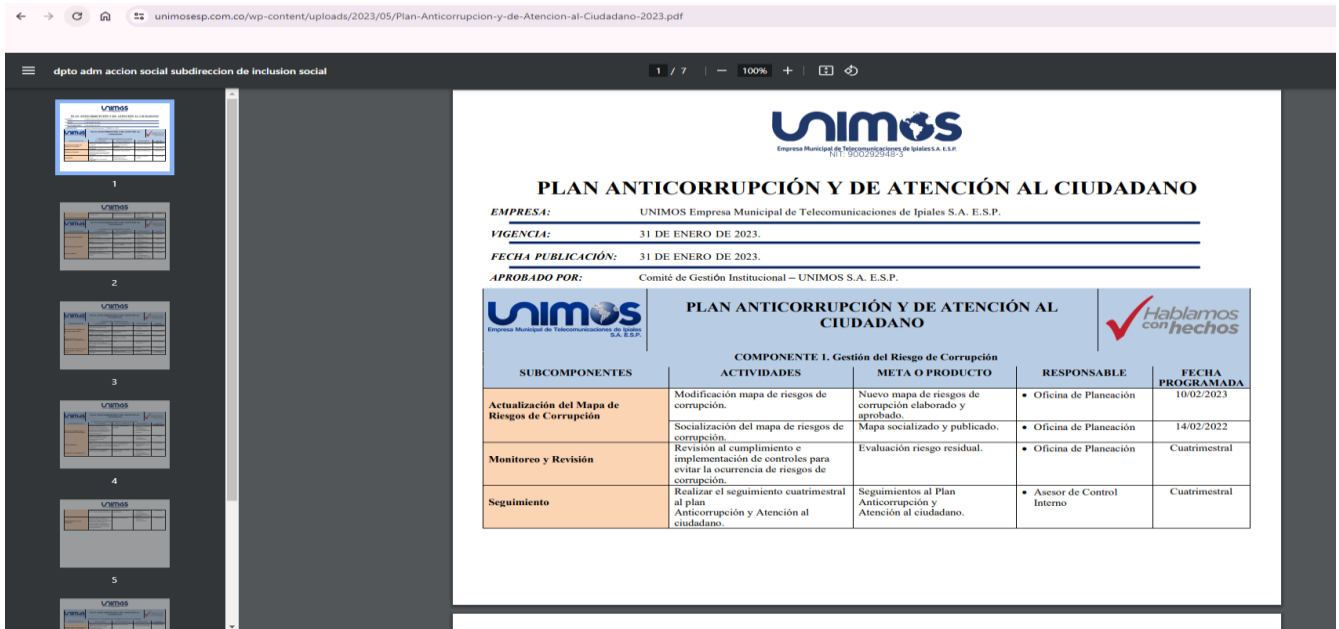 unimosesp.com.co/wp-content/uploads/2023/05/Plan-Anticorrupcion-y-de-Atencion-al-Ciudadano-2023.pdf
dpto adm accion social subdireccion de inclusion social
1 / 7
100%
1
2
3
4
5
unimos
Empresa Municipal de Telecomunicaciones de Ipiales S.A. E.S.P.
NIT: 900292948-3
PLAN ANTICORRUPCIÓN Y DE ATENCIÓN AL CIUDADANO
EMPRESA: UNIMOS Empresa Municipal de Telecomunicaciones de Ipiales S.A. E.S.P.
VIGENCIA: 31 DE ENERO DE 2023.
FECHA PUBLICACIÓN: 31 DE ENERO DE 2023.
APROBADO POR: Comité de Gestión Institucional – UNIMOS S.A. E.S.P.
unimos
Empresa Municipal de Telecomunicaciones de Ipiales
S.A. E.S.P.
PLAN ANTICORRUPCIÓN Y DE ATENCIÓN AL
CIUDADANO
Hablamos
con hechos
COMPONENTE 1. Gestión del Riesgo de Corrupción
SUBCOMPONENTES ACTIVIDADES META O PRODUCTO RESPONSABLE FECHA
PROGRAMADA
Actualización del Mapa de
Riesgos de Corrupción
Modificación mapa de riesgos de
corrupción.
Nuevo mapa de riesgos de
corrupción elaborado y
aprobado.
• Oficina de Planeación
10/02/2023
Socialización del mapa de riesgos de
corrupción.
Mapa socializado y publicado.
• Oficina de Planeación
14/02/2022
Monitoreo y Revisión
Revisión al cumplimiento e
implementación de controles para
evitar la ocurrencia de riesgos de
corrupción.
Evaluación riesgo residual.
• Oficina de Planeación
Cuatrimestral
Seguimiento
Realizar el seguimiento cuatrimestral
al plan
Anticorrupción y Atención al
ciudadano.
Seguimientos al Plan
Anticorrupción y
Atención al ciudadano.
• Asesor de Control
Interno
Cuatrimestral